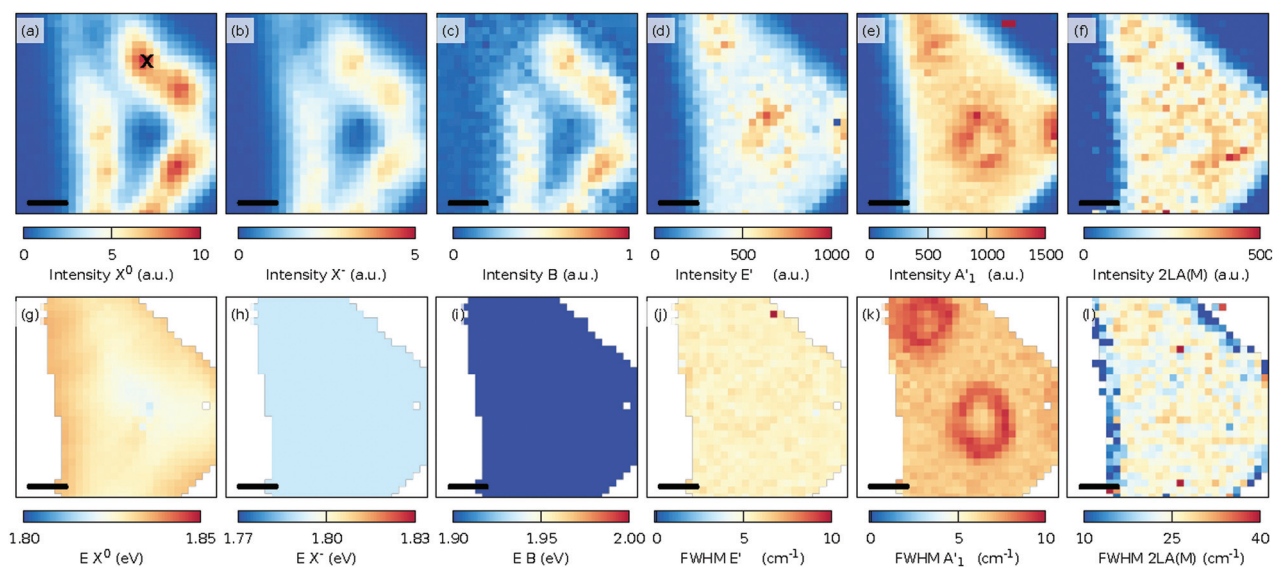 (a) (b) (c) (d) (e) (f)
X
0 5 10 0 5 0 1 0 500 1000 0 500 1000 1500 0 500
Intensity X⁰ (a.u.) Intensity X⁻ (a.u.) Intensity B (a.u.) Intensity E' (a.u.) Intensity A'₁ (a.u.) Intensity 2LA(M) (a.u.)
(g) (h) (i) (j) (k) (l)
1.80 1.85 1.77 1.80 1.83 1.90 1.95 2.00 0 5 10 0 5 10 10 20 30 40
E X⁰ (eV) E X⁻ (eV) E B (eV) FWHM E' (cm⁻¹) FWHM A'₁ (cm⁻¹) FWHM 2LA(M) (cm⁻¹)